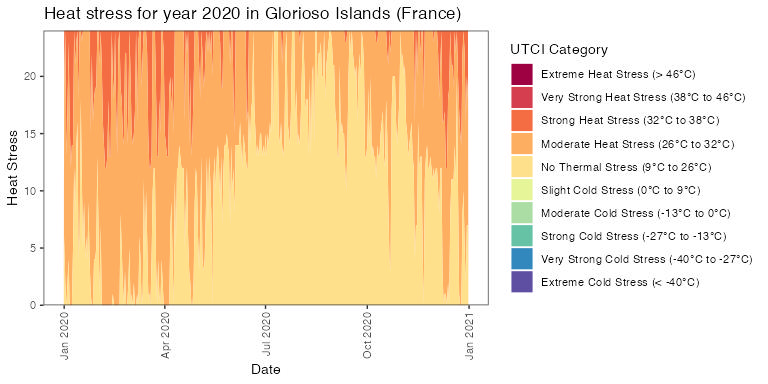 Heat stress for year 2020 in Glorioso Islands (France)
Heat Stress
20
15
10
5
0
Jan 2020
Apr 2020
Jul 2020
Oct 2020
Jan 2021
Date
UTCI Category
Extreme Heat Stress (> 46°C)
Very Strong Heat Stress (38°C to 46°C)
Strong Heat Stress (32°C to 38°C)
Moderate Heat Stress (26°C to 32°C)
No Thermal Stress (9°C to 26°C)
Slight Cold Stress (0°C to 9°C)
Moderate Cold Stress (-13°C to 0°C)
Strong Cold Stress (-27°C to -13°C)
Very Strong Cold Stress (-40°C to -27°C)
Extreme Cold Stress (< -40°C)